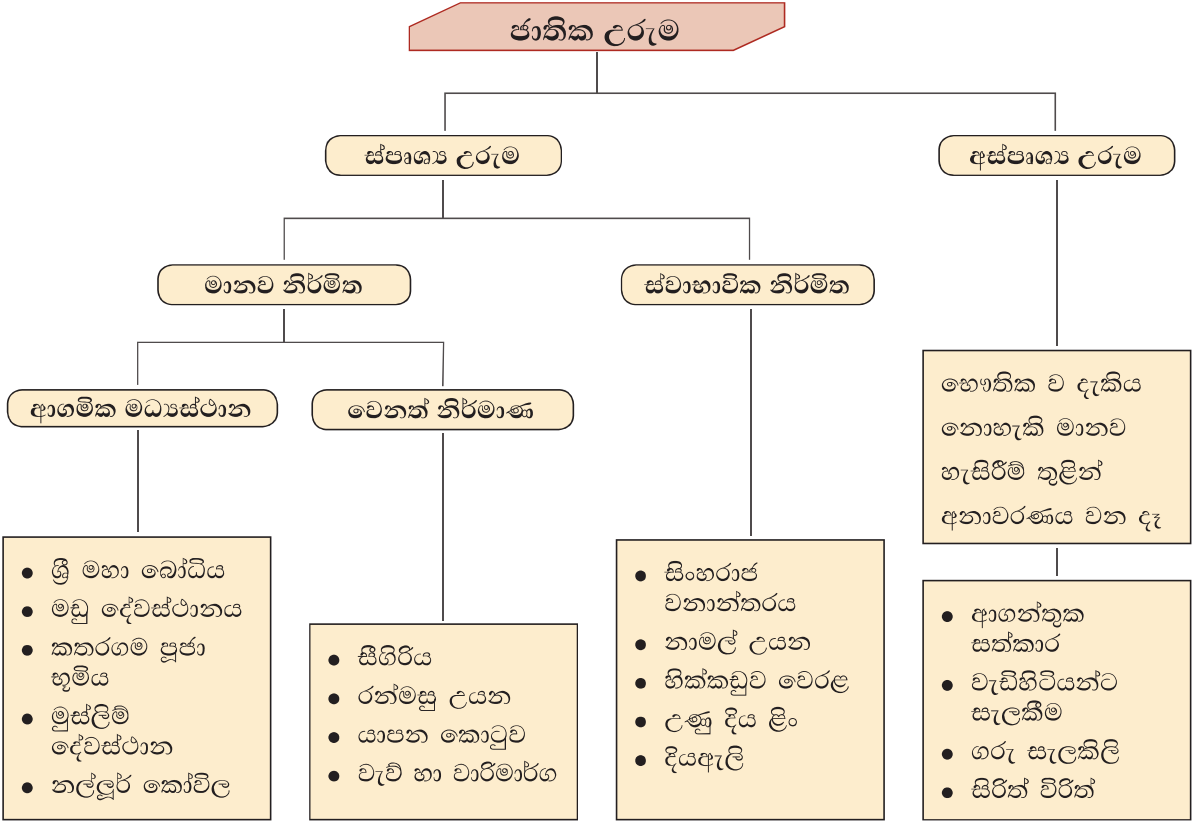 ජාතික උරුම
ස්පෘශ්‍ය උරුම
අස්පෘශ්‍ය උරුම
මානව නිර්මිත
ස්වාභාවික නිර්මිත
ආගමික මධ්‍යස්ථාන
වෙනත් නිර්මාණ
භෞතික ව දැකිය
නොහැකි මානව
හැසිරීම් තුළින්
අනාවරණය වන දෑ
● ශ්‍රී මහා බෝධිය
● මඩු දේවස්ථානය
● කතරගම පූජා
භූමිය
● මුස්ලිම්
දේවස්ථාන
● නල්ලූර් කෝවිල
● සීගිරිය
● රන්මසු උයන
● යාපන කොටුව
● වැව් හා වාරිමාර්ග
● සිංහරාජ
වනාන්තරය
● නාමල් උයන
● හික්කඩුව වෙරළ
● උණු දිය ළිං
● දියඇලි
● ආගන්තුක
සත්කාර
● වැඩිහිටියන්ට
සැලකීම
● ගරු සැලකිලි
● සිරිත් විරිත්